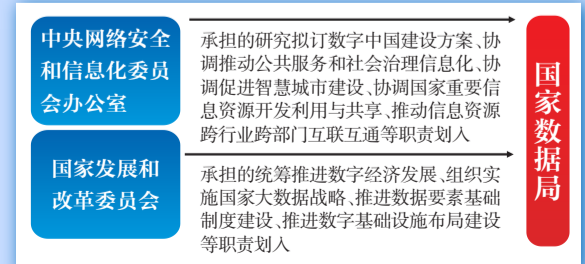 中央网络安全
和信息化委员
会办公室
承担的研究拟订数字中国建设方案、协
调推动公共服务和社会治理信息化、协
调促进智慧城市建设、协调国家重要信
息资源开发利用与共享、推动信息资源
跨行业跨部门互联互通等职责划入
国家发展和
改革委员会
承担的统筹推进数字经济发展、组织实
施国家大数据战略、推进数据要素基础
制度建设、推进数字基础设施布局建设
等职责划入
国家数据局